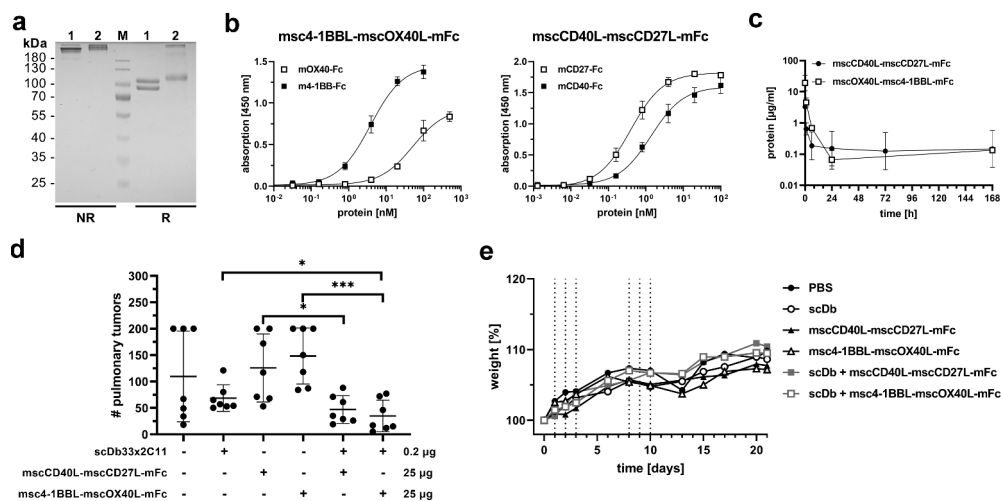 a
1 2 M 1 2
kDa
180 -
130 -
100 -
70 -
55 -
40 -
35 -
25 -
NR R
b
msc4-1BBL-mscOX40L-mFc
mOX40-Fc
m4-1BB-Fc
absorption [450 nm]
1.5
1.0
0.5
0.0
10⁻² 10⁻¹ 10⁰ 10¹ 10² 10³
protein [nM]
mscCD40L-mscCD27L-mFc
mCD27-Fc
mCD40-Fc
absorption [450 nm]
2.0
1.5
1.0
0.5
0.0
10⁻³ 10⁻² 10⁻¹ 10⁰ 10¹ 10²
protein [nM]
c
mscCD40L-mscCD27L-mFc
mscOX40L-msc4-1BBL-mFc
protein [µg/ml]
100
10
1
0.1
0.01
0 24 48 72 96 120 144 168
time [h]
d
*
***
*
# pulmonary tumors
300
250
200
150
100
50
0
scDb33x2C11 - + - - + + 0.2 µg
mscCD40L-mscCD27L-mFc - - + - + - 25 µg
msc4-1BBL-mscOX40L-mFc - - - + - + 25 µg
e
weight [%]
120
110
100
0 5 10 15 20
time [days]
PBS
scDb
mscCD40L-mscCD27L-mFc
msc4-1BBL-mscOX40L-mFc
scDb + mscCD40L-mscCD27L-mFc
scDb + msc4-1BBL-mscOX40L-mFc